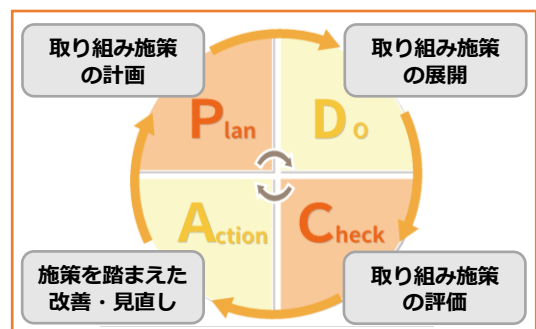 取り組み施策
の計画
取り組み施策
の展開
Plan
Do
Action
Check
施策を踏まえた
改善・見直し
取り組み施策
の評価